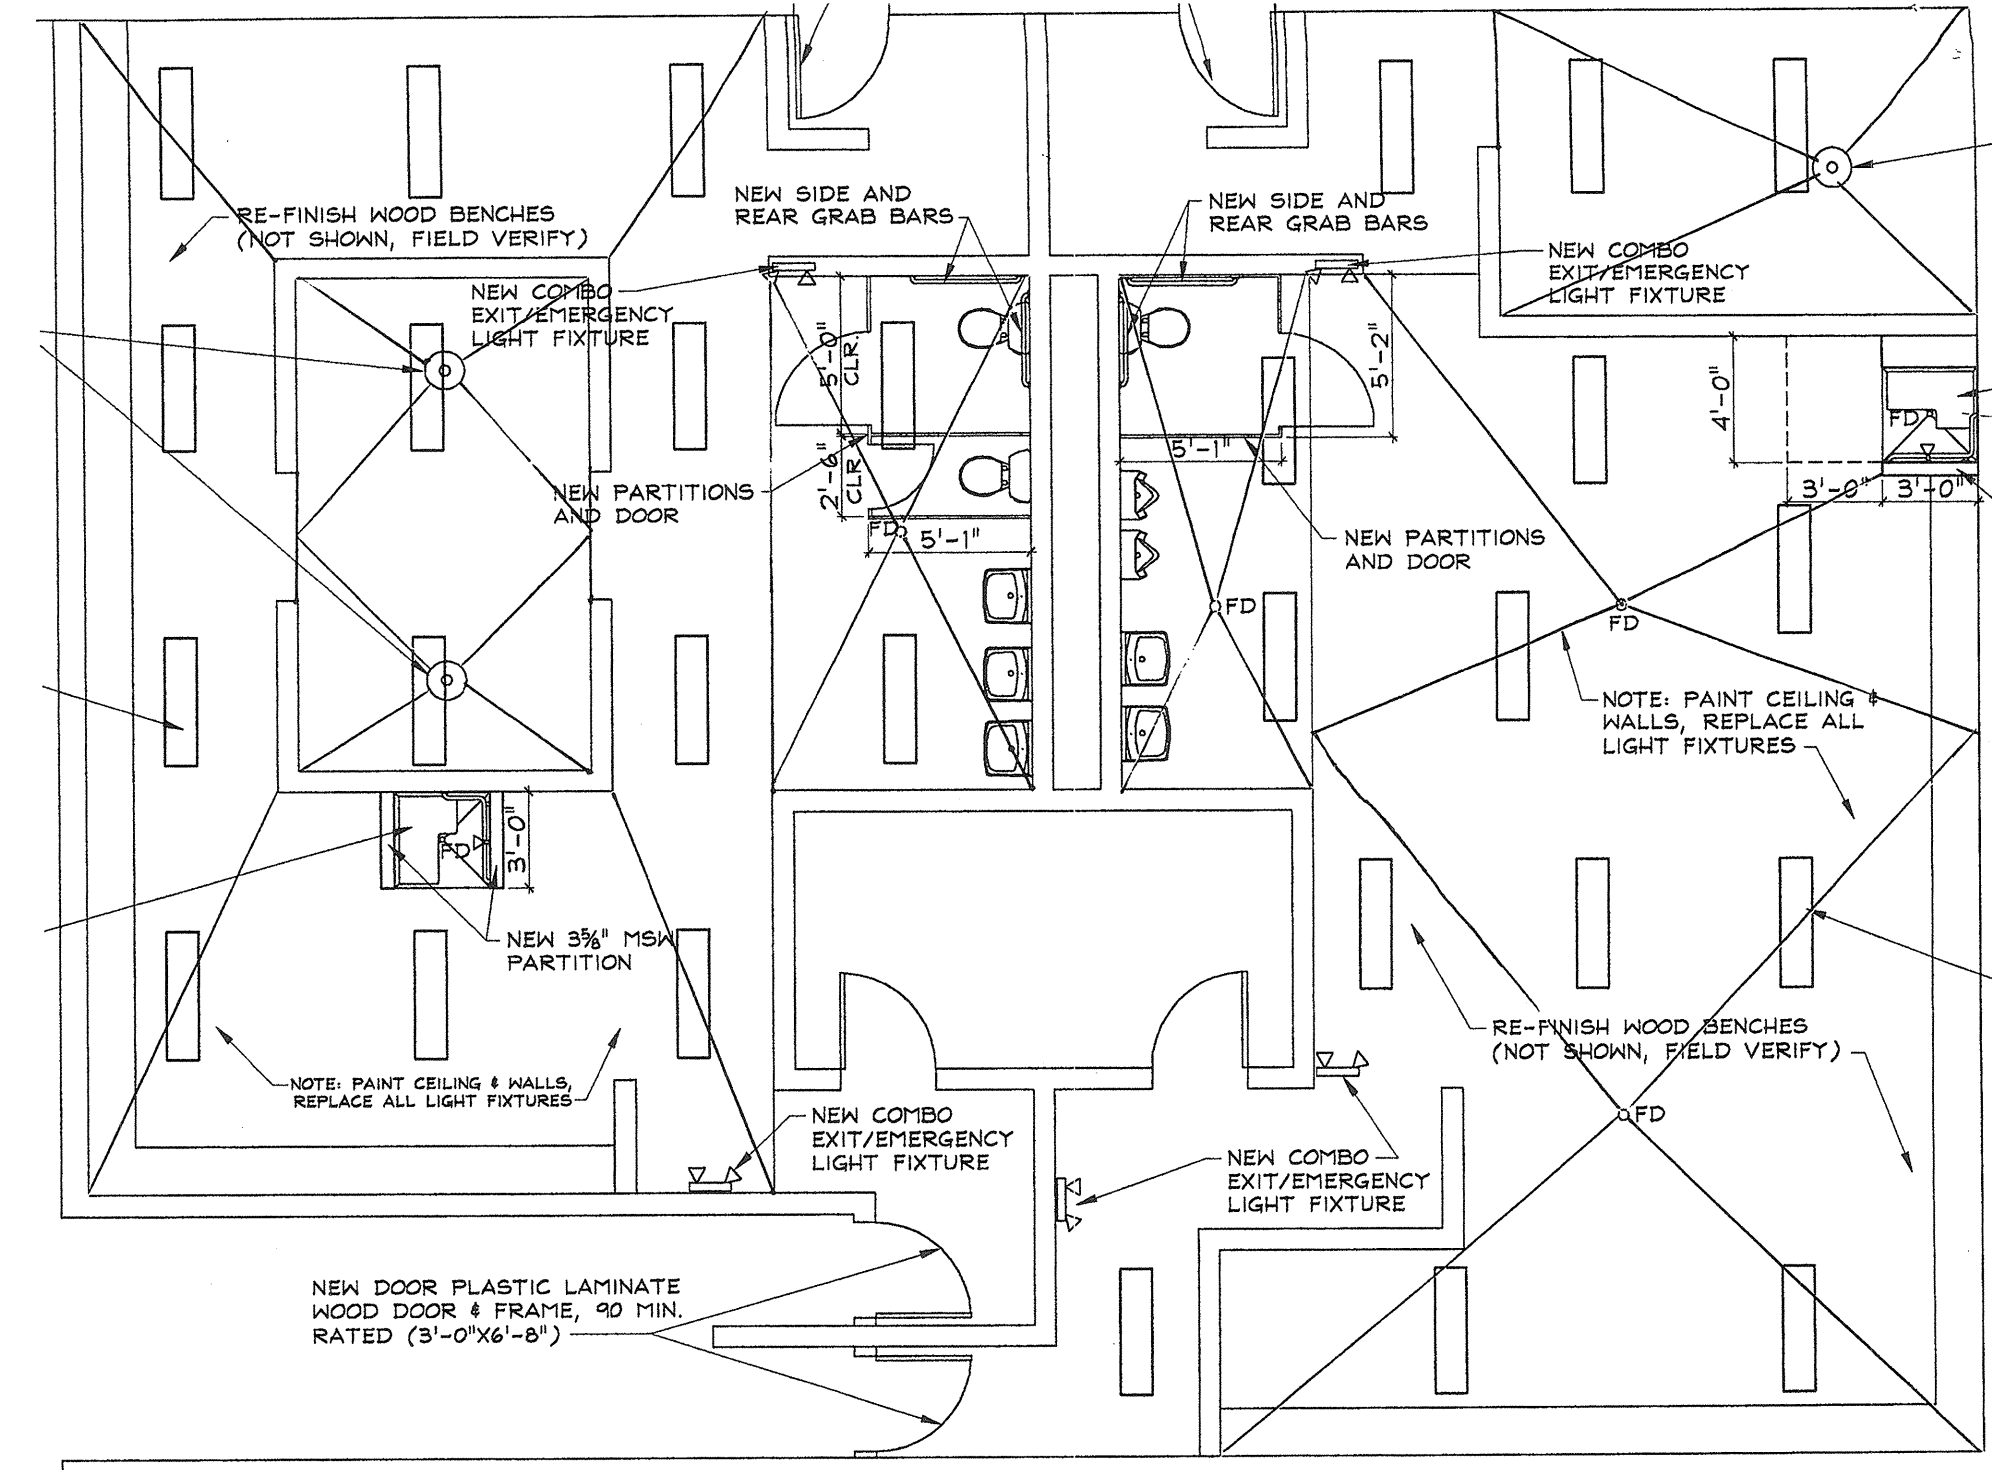 NEW SIDE AND
REAR GRAB BARS
NEW SIDE AND
REAR GRAB BARS
RE-FINISH WOOD BENCHES
(NOT SHOWN, FIELD VERIFY)
NEW COMBO
EXIT/EMERGENCY
LIGHT FIXTURE
NEW COMBO
EXIT/EMERGENCY
LIGHT FIXTURE
5'-0"
CLR.
5'-2"
4'-0"
FD
3'-0"
3'-0"
2'-6"
CLR.
5'-1"
NEW PARTITIONS
AND DOOR
FD
5'-1"
NEW PARTITIONS
AND DOOR
FD
FD
NOTE: PAINT CEILING &
WALLS, REPLACE ALL
LIGHT FIXTURES
FD
3'-0"
NEW 3⅝" MSW
PARTITION
RE-FINISH WOOD BENCHES
(NOT SHOWN, FIELD VERIFY)
NOTE: PAINT CEILING & WALLS,
REPLACE ALL LIGHT FIXTURES
NEW COMBO
EXIT/EMERGENCY
LIGHT FIXTURE
FD
NEW COMBO
EXIT/EMERGENCY
LIGHT FIXTURE
NEW DOOR PLASTIC LAMINATE
WOOD DOOR & FRAME, 90 MIN.
RATED (3'-0"X6'-8")